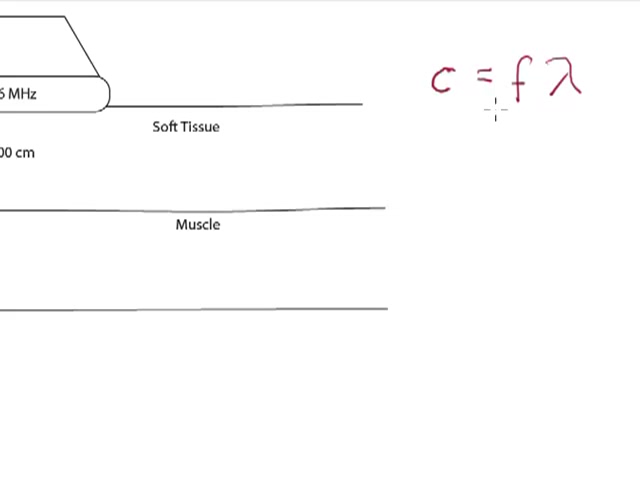 c = f λ
6 MHz
Soft Tissue
00 cm
Muscle